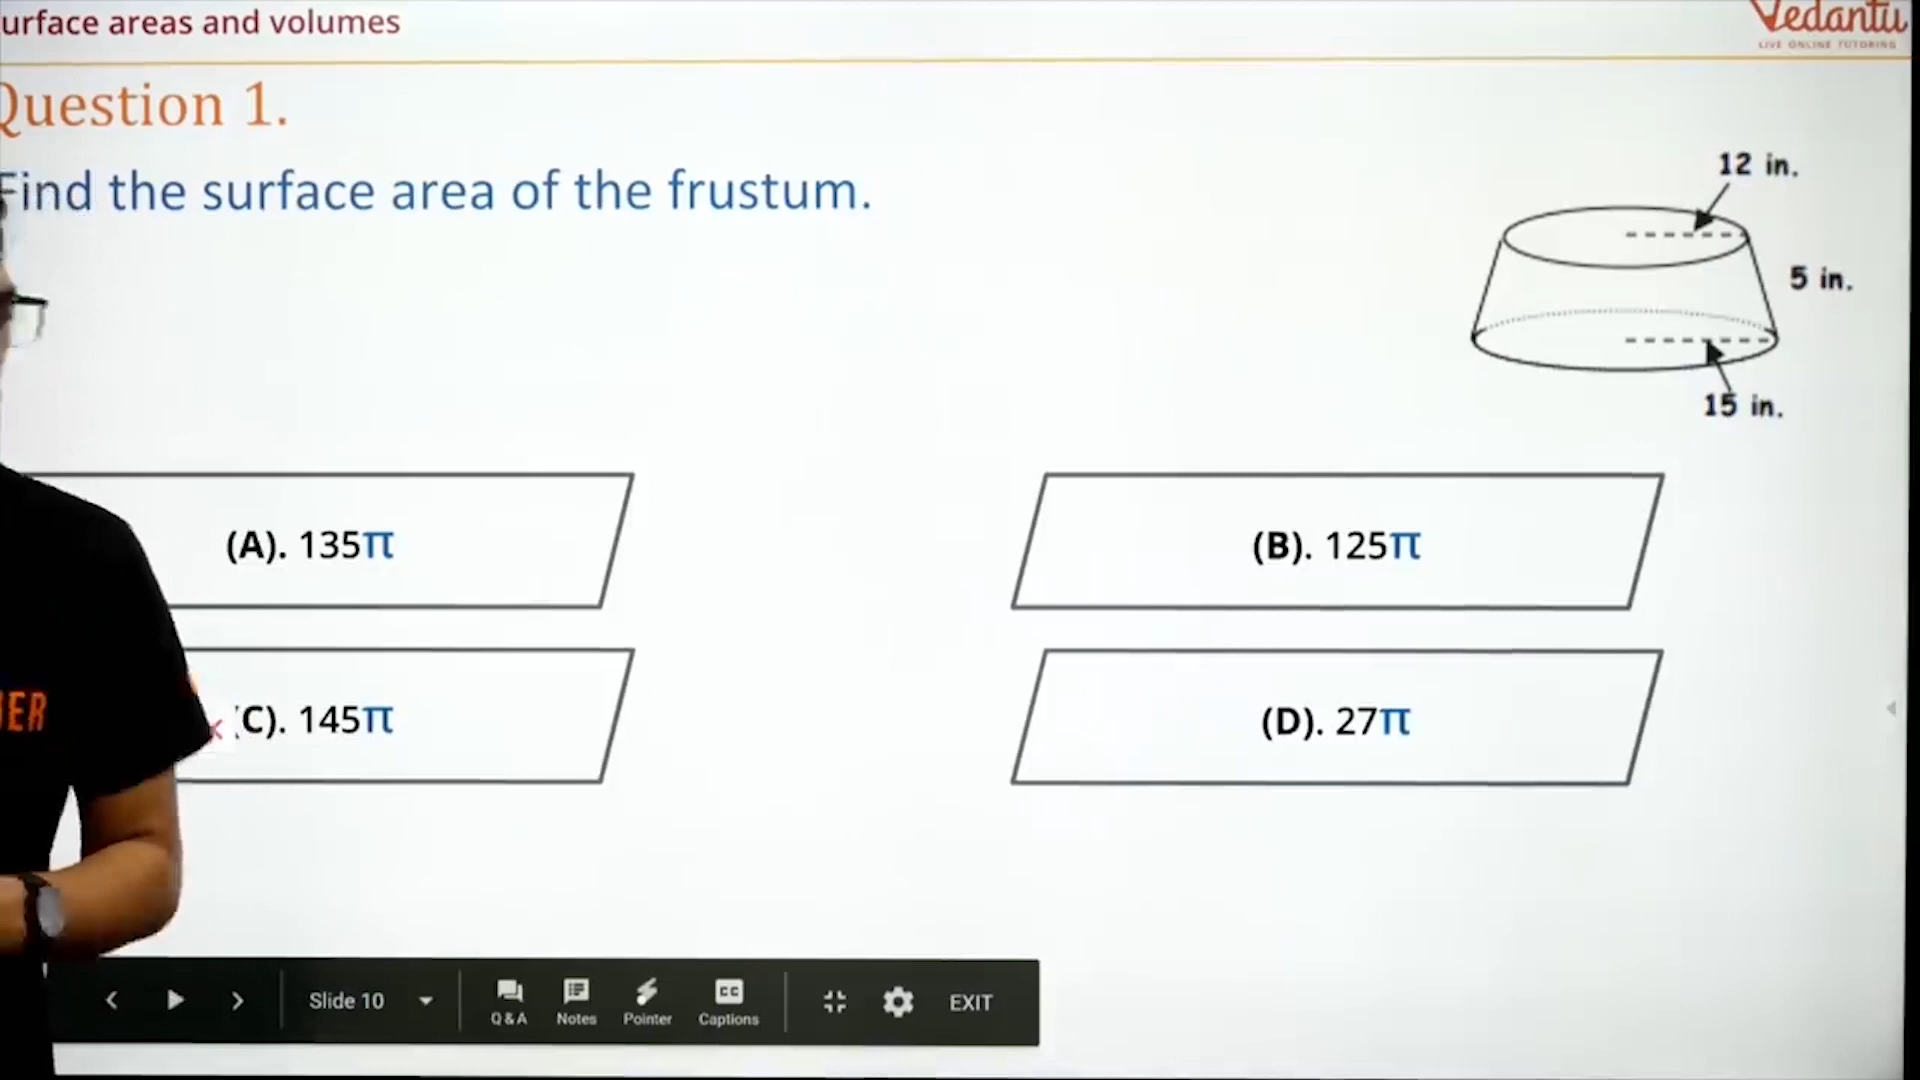 urface areas and volumes
Vedantu
LIVE ONLINE TUTORING
Question 1.
Find the surface area of the frustum.
12 in.
5 in.
15 in.
(A). 135π
(B). 125π
(C). 145π
(D). 27π
ER
Slide 10
Q & A
Notes
Pointer
CC
Captions
EXIT